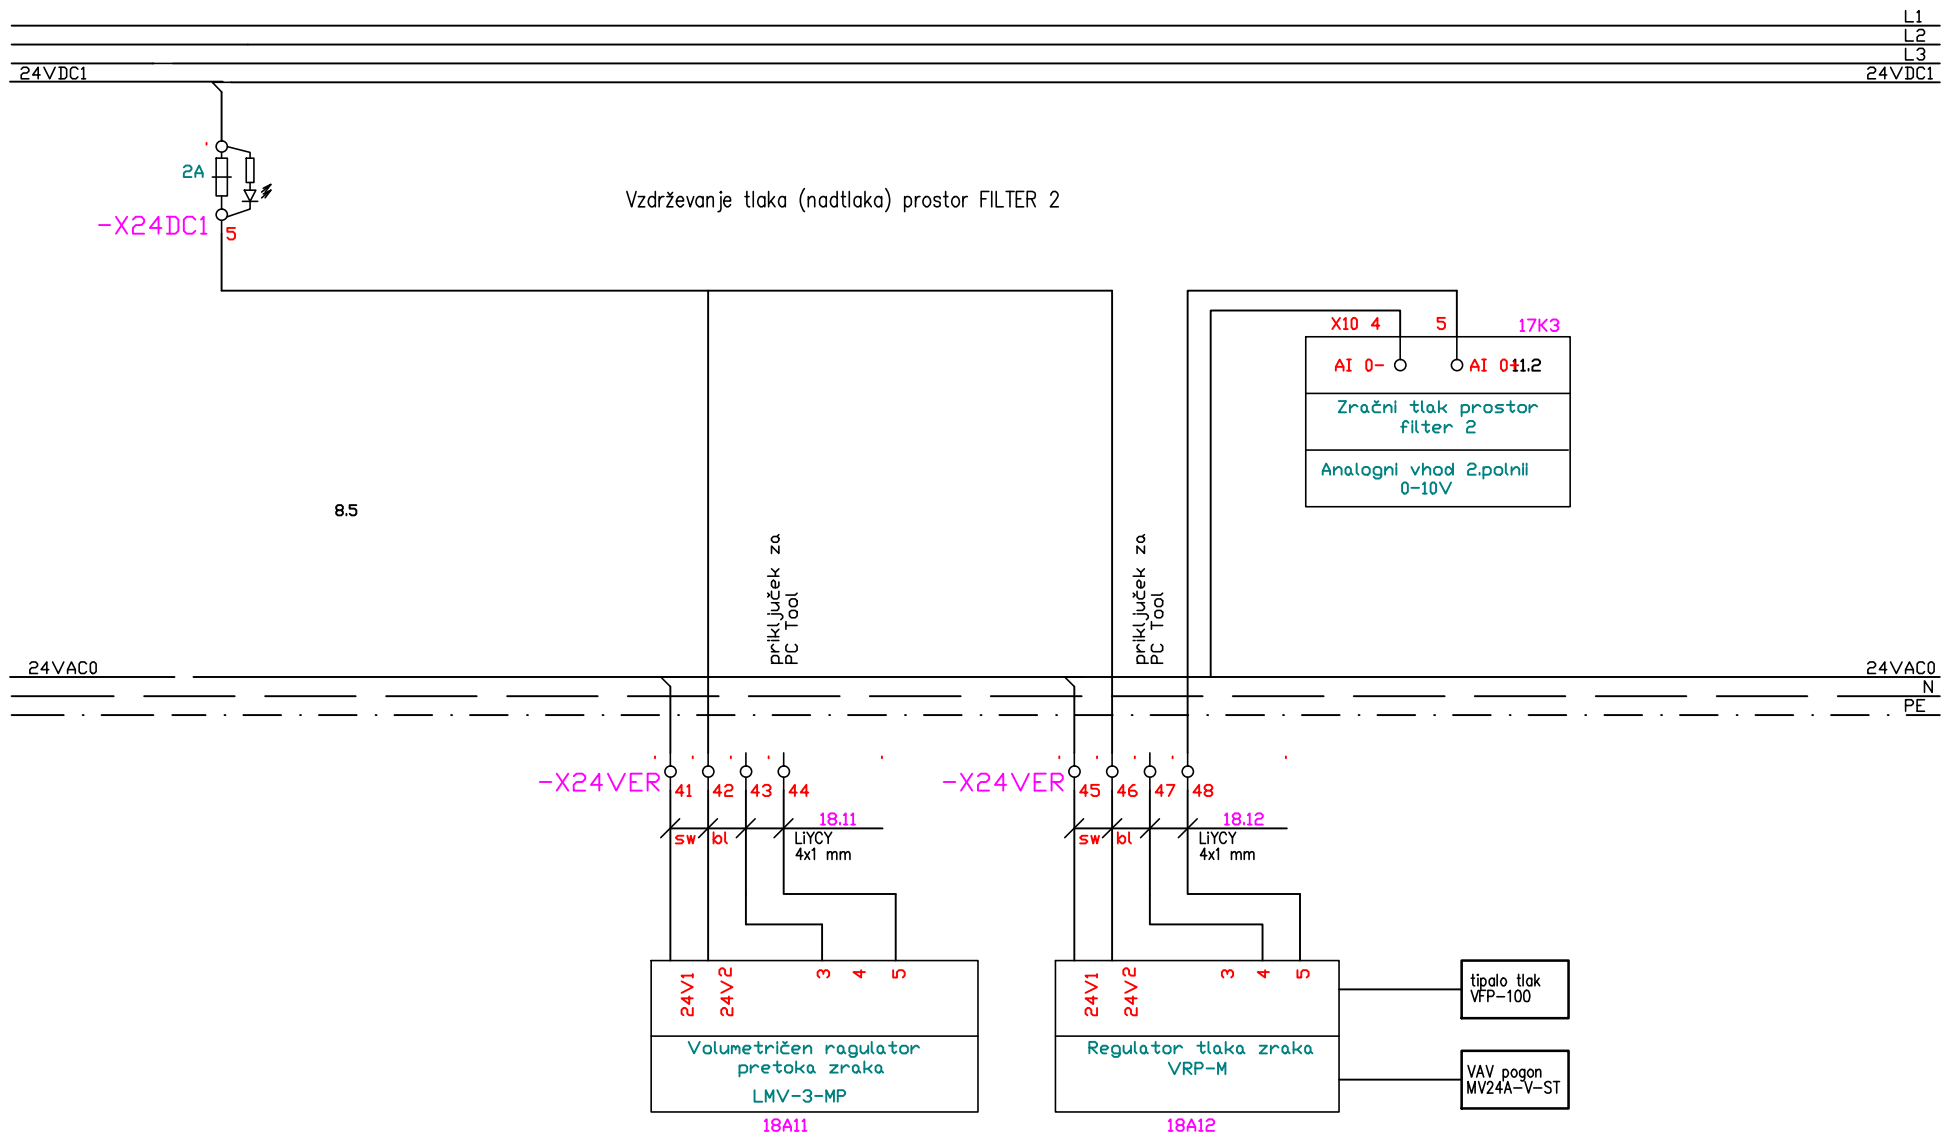 L1
L2
L3
24VDC1
24VDC1
2A
-X24DC1
5
Vzdrževanje tlaka (nadtlaka) prostor FILTER 2
X10 4
5
17K3
AI 0-
AI 0+
11.2
Zračni tlak prostor
filter 2
Analogni vhod 2.polnii
0-10V
8.5
priključek za
PC Tool
priključek za
PC Tool
24VAC0
24VAC0
N
PE
-X24VER
41
42
43
44
-X24VER
45
46
47
48
18.11
sw
bl
LiYCY
4x1 mm
18.12
sw
bl
LiYCY
4x1 mm
24V1
24V2
3
4
5
24V1
24V2
3
4
5
tipalo tlak
VFP-100
Volumetričen ragulator
pretoka zraka
LMV-3-MP
Regulator tlaka zraka
VRP-M
VAV pogon
MV24A-V-ST
18A11
18A12